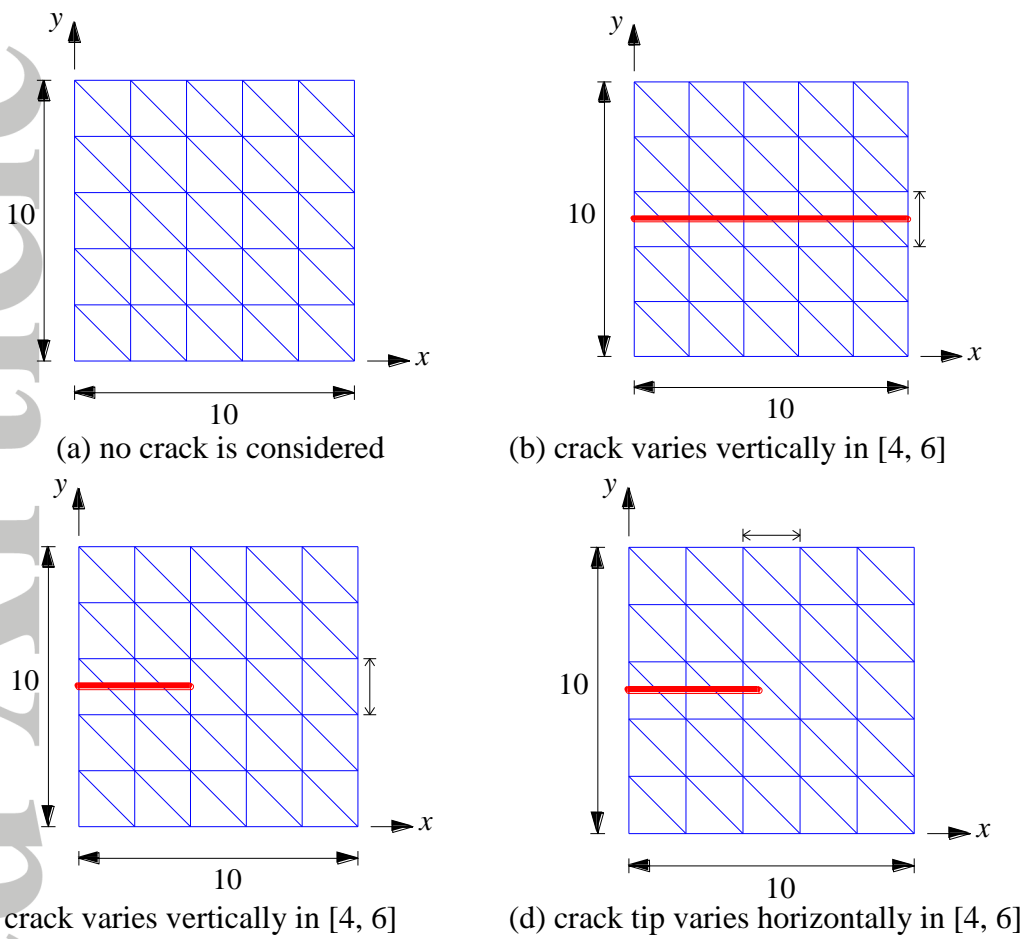 y
10
x
10
(a) no crack is considered
y
10
x
10
(b) crack varies vertically in [4, 6]
y
10
x
10
crack varies vertically in [4, 6]
y
10
x
10
(d) crack tip varies horizontally in [4, 6]